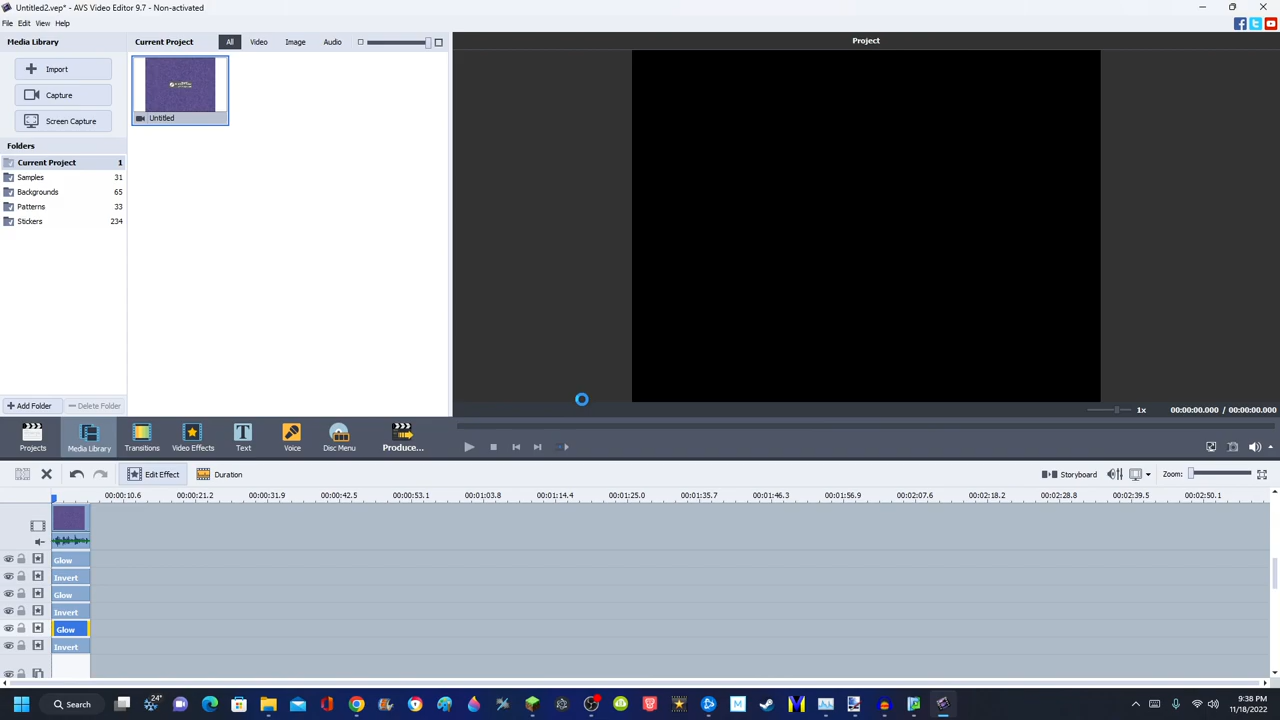 Untitled2.vep* - AVS Video Editor 9.7 - Non-activated
File Edit View Help
Media Library
Current Project
All
Video
Image
Audio
Project
Import
Capture
Screen Capture
Untitled
Folders
Current Project 1
Samples 31
Backgrounds 65
Patterns 33
Stickers 234
Add Folder
Delete Folder
1x
00:00:00.000 / 00:00:00.000
Projects
Media Library
Transitions
Video Effects
Text
Voice
Disc Menu
Produce...
Edit Effect
Duration
Storyboard
Zoom:
00:00:10.6 00:00:21.2 00:00:31.9 00:00:42.5 00:00:53.1 00:01:03.8 00:01:14.4 00:01:25.0 00:01:35.7 00:01:46.3 00:01:56.9 00:02:07.6 00:02:18.2 00:02:28.8 00:02:39.5 00:02:50.1
Glow
Invert
Glow
Invert
Glow
Invert
Search
24°
9:38 PM
11/18/2022